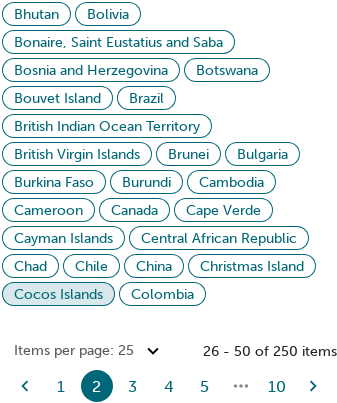 Bhutan Bolivia
Bonaire, Saint Eustatius and Saba
Bosnia and Herzegovina Botswana
Bouvet Island Brazil
British Indian Ocean Territory
British Virgin Islands Brunei Bulgaria
Burkina Faso Burundi Cambodia
Cameroon Canada Cape Verde
Cayman Islands Central African Republic
Chad Chile China Christmas Island
Cocos Islands Colombia
Items per page: 25 26 - 50 of 250 items
1 2 3 4 5 ••• 10